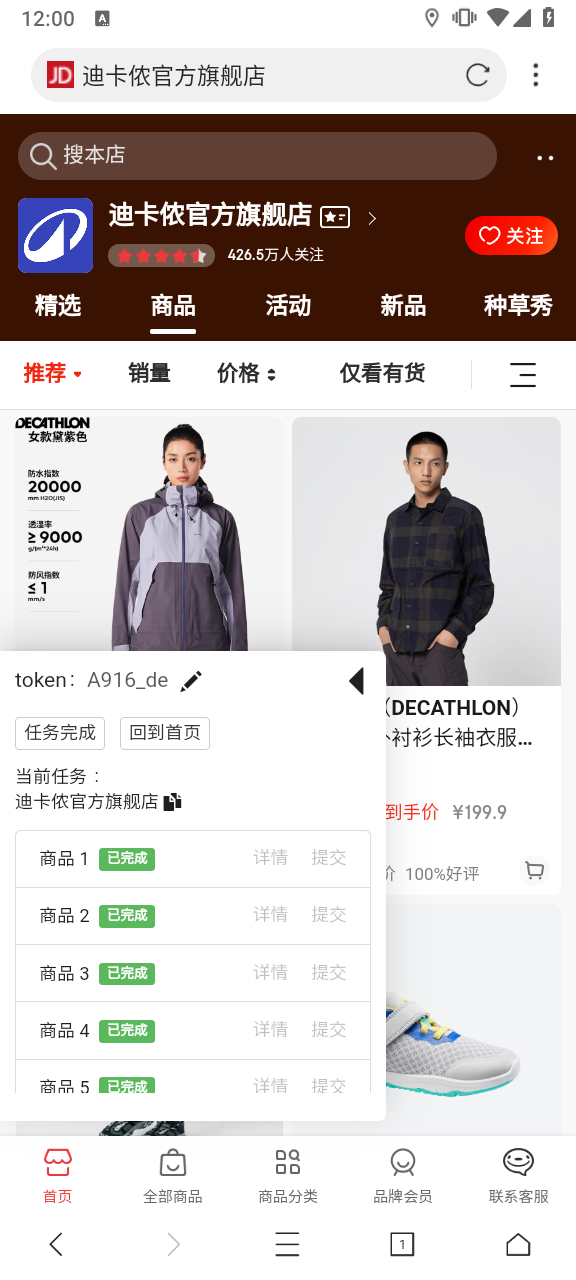 12:00
A
JD 迪卡侬官方旗舰店
搜本店
迪卡侬官方旗舰店
426.5万人关注
关注
精选 商品 活动 新品 种草秀
推荐 销量 价格 仅看有货
DECATHLON
女款黛紫色
防水指数
20000
mm H2O(JIS)
透湿率
≥ 9000
g/(m²*24h)
防风指数
≤ 1
mm/s
（DECATHLON）
衬衫长袖衣服...
到手价 ¥199.9
价 100%好评
token： A916_de
任务完成 回到首页
当前任务：
迪卡侬官方旗舰店
商品 1 已完成 详情 提交
商品 2 已完成 详情 提交
商品 3 已完成 详情 提交
商品 4 已完成 详情 提交
商品 5 已完成 详情 提交
首页 全部商品 商品分类 品牌会员 联系客服
1